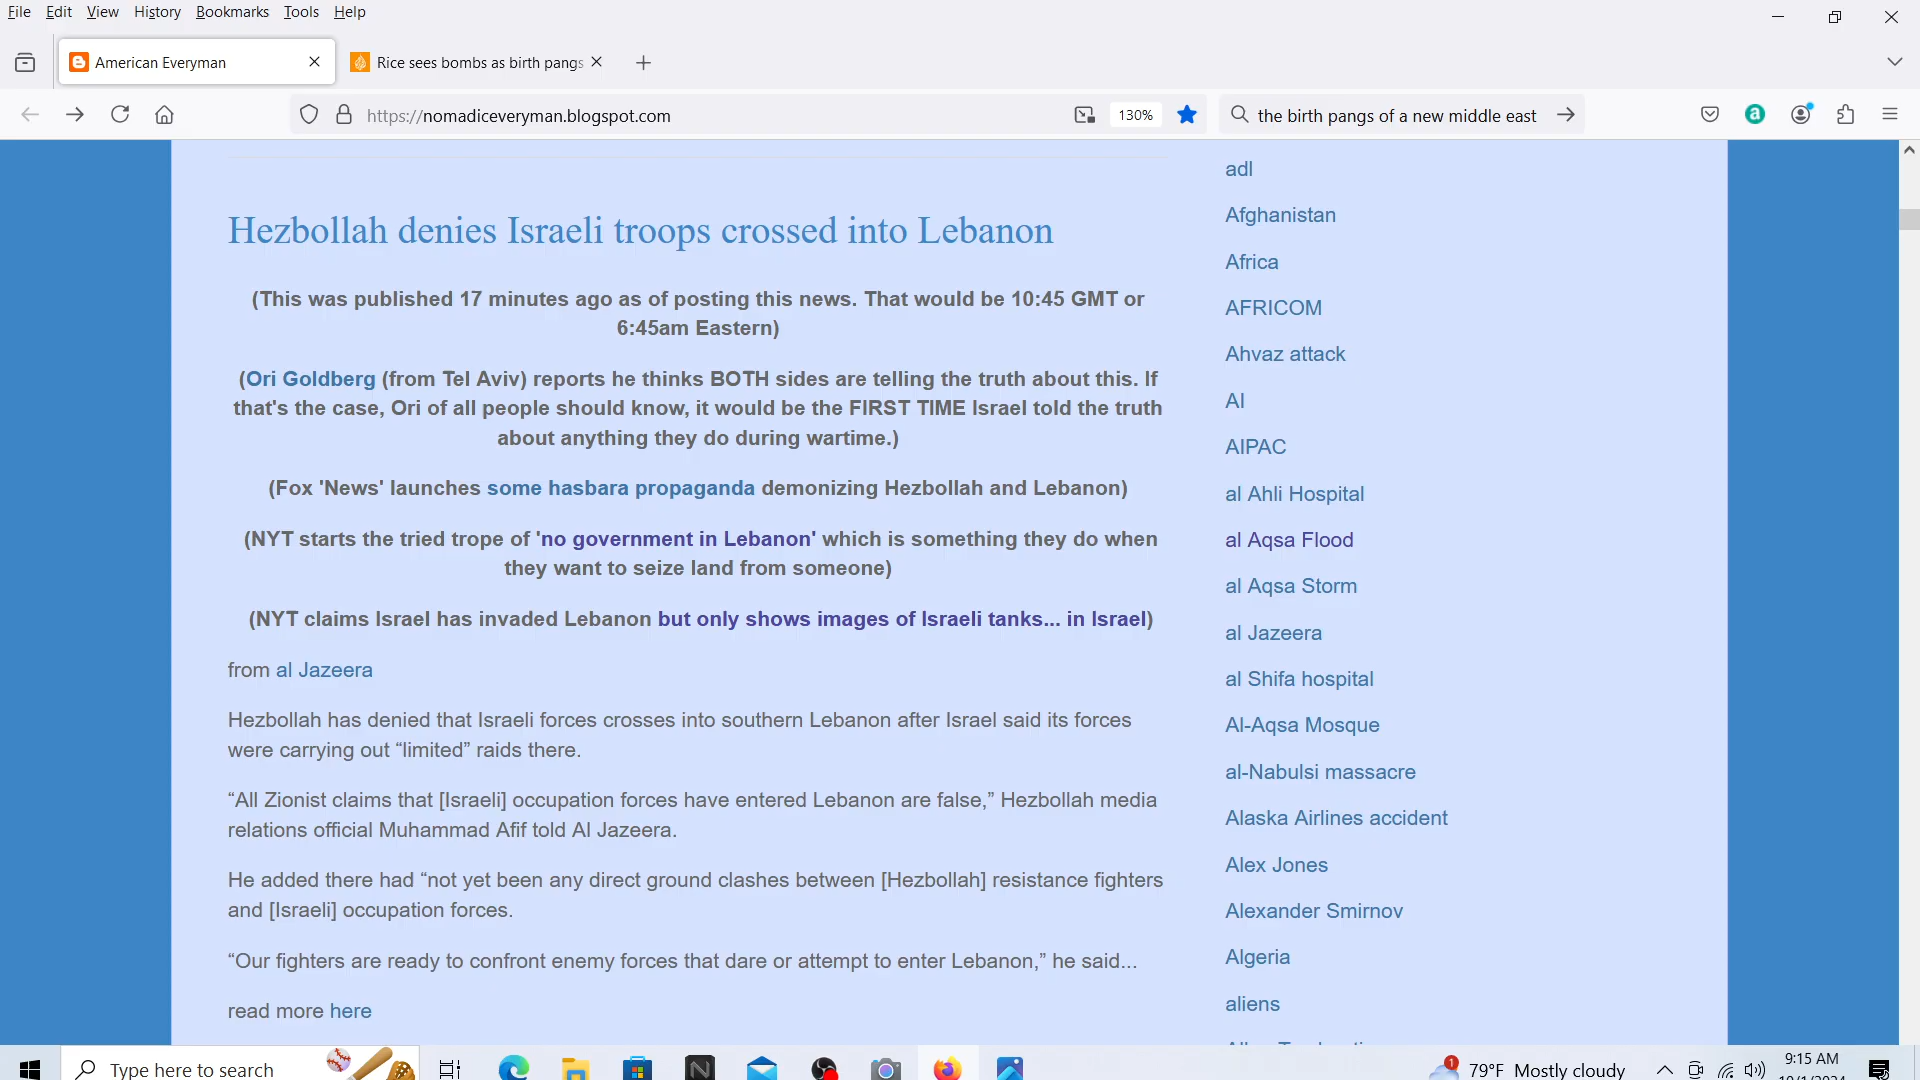 File Edit View History Bookmarks Tools Help
American Everyman
Rice sees bombs as birth pangs
https://nomadiceveryman.blogspot.com
130%
the birth pangs of a new middle east
a
Hezbollah denies Israeli troops crossed into Lebanon
(This was published 17 minutes ago as of posting this news. That would be 10:45 GMT or
6:45am Eastern)
(Ori Goldberg (from Tel Aviv) reports he thinks BOTH sides are telling the truth about this. If
that's the case, Ori of all people should know, it would be the FIRST TIME Israel told the truth
about anything they do during wartime.)
(Fox 'News' launches some hasbara propaganda demonizing Hezbollah and Lebanon)
(NYT starts the tried trope of 'no government in Lebanon' which is something they do when
they want to seize land from someone)
(NYT claims Israel has invaded Lebanon but only shows images of Israeli tanks... in Israel)
from al Jazeera
Hezbollah has denied that Israeli forces crosses into southern Lebanon after Israel said its forces
were carrying out “limited” raids there.
“All Zionist claims that [Israeli] occupation forces have entered Lebanon are false,” Hezbollah media
relations official Muhammad Afif told Al Jazeera.
He added there had “not yet been any direct ground clashes between [Hezbollah] resistance fighters
and [Israeli] occupation forces.
“Our fighters are ready to confront enemy forces that dare or attempt to enter Lebanon,” he said...
read more here
adl
Afghanistan
Africa
AFRICOM
Ahvaz attack
AI
AIPAC
al Ahli Hospital
al Aqsa Flood
al Aqsa Storm
al Jazeera
al Shifa hospital
Al-Aqsa Mosque
al-Nabulsi massacre
Alaska Airlines accident
Alex Jones
Alexander Smirnov
Algeria
aliens
Type here to search
1
79°F Mostly cloudy
9:15 AM
10/1/2024